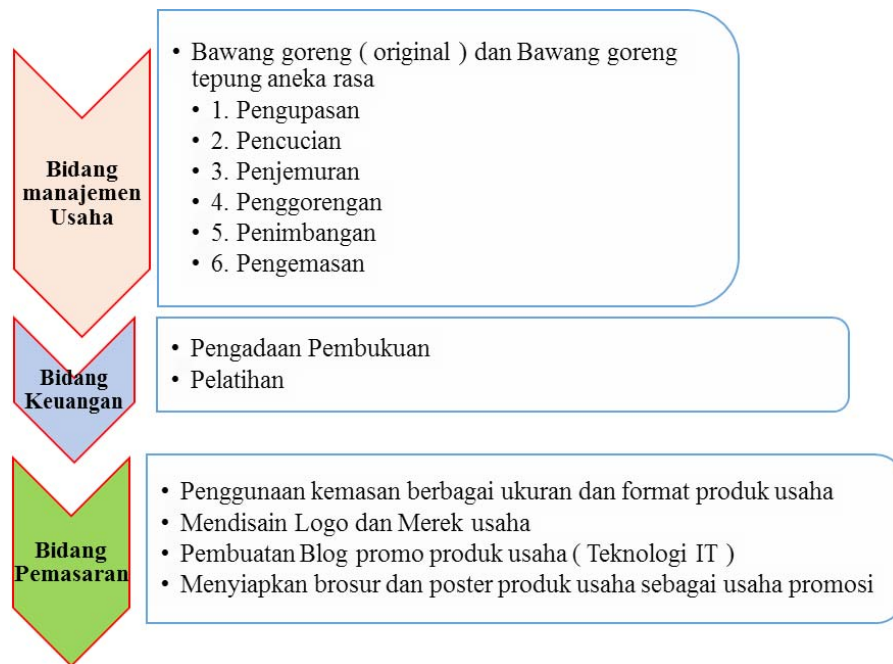 Bidang
manajemen
Usaha
• Bawang goreng ( original ) dan Bawang goreng
tepung aneka rasa
• 1. Pengupasan
• 2. Pencucian
• 3. Penjemuran
• 4. Penggorengan
• 5. Penimbangan
• 6. Pengemasan
Bidang
Keuangan
• Pengadaan Pembukuan
• Pelatihan
Bidang
Pemasaran
• Penggunaan kemasan berbagai ukuran dan format produk usaha
• Mendisain Logo dan Merek usaha
• Pembuatan Blog promo produk usaha ( Teknologi IT )
• Menyiapkan brosur dan poster produk usaha sebagai usaha promosi